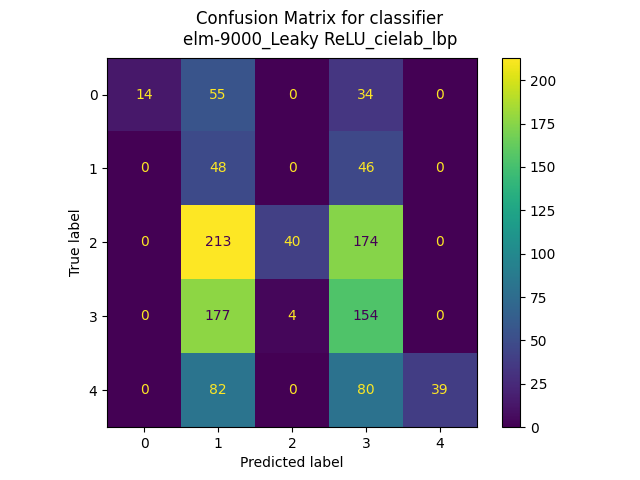 Confusion Matrix for classifier
elm-9000_Leaky ReLU_cielab_lbp
True label
0 14 55 0 34 0
1 0 48 0 46 0
2 0 213 40 174 0
3 0 177 4 154 0
4 0 82 0 80 39
0 1 2 3 4
Predicted label
200
175
150
125
100
75
50
25
0